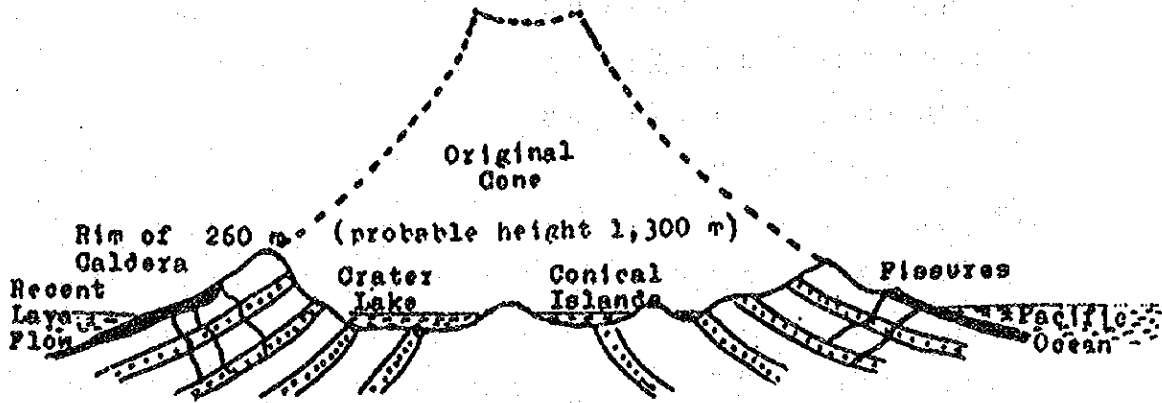 Original
Cone
Rim of 260 m (probable height 1,300 m)
Caldera
Crater
Lake
Conical
Islands
Fissures
Recent
Lava
Flow
Pacific
Ocean